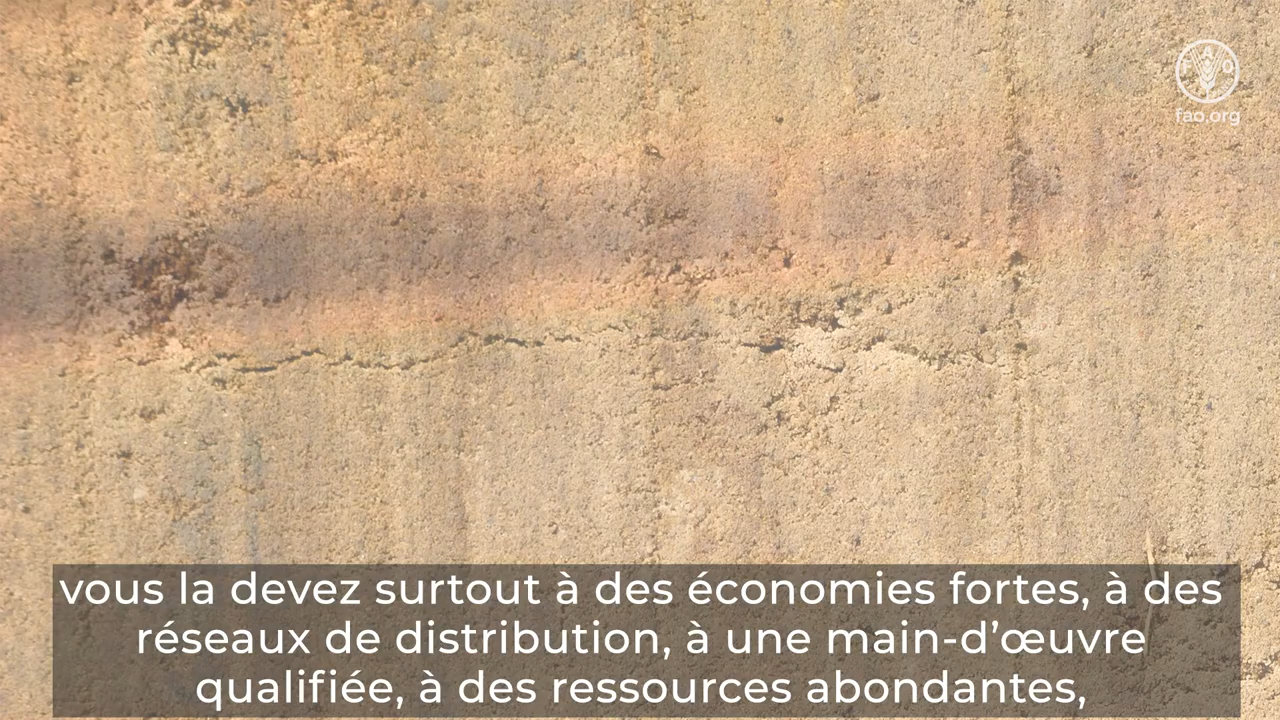 FAO
fao.org
vous la devez surtout à des économies fortes, à des
réseaux de distribution, à une main-d’œuvre
qualifiée, à des ressources abondantes,